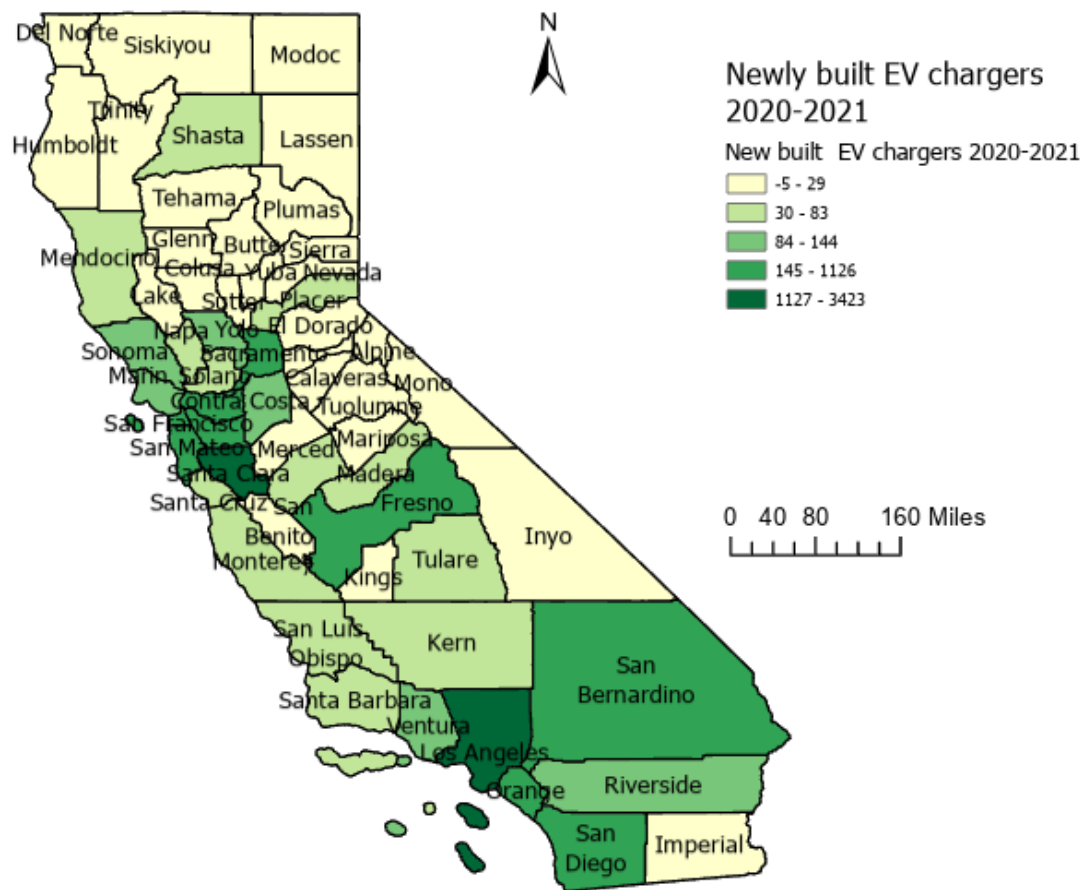 N
Newly built EV chargers
2020-2021
New built EV chargers 2020-2021
-5 - 29
30 - 83
84 - 144
145 - 1126
1127 - 3423
0 40 80 160 Miles
Del Norte
Siskiyou
Modoc
Trinity
Humboldt
Shasta
Lassen
Tehama
Plumas
Glenn
Butte
Sierra
Mendocino
Colusa
Yuba
Nevada
Lake
Sutter
Placer
Napa
Yolo
El Dorado
Sonoma
Sacramento
Alpine
Marin
Solano
Calaveras
Mono
Contra Costa
Tuolumne
San Francisco
Mariposa
San Mateo
Merced
Santa Clara
Madera
Santa Cruz
San
Benito
Fresno
Monterey
Inyo
Kings
Tulare
San Luis
Obispo
Kern
San
Bernardino
Santa Barbara
Ventura
Los Angeles
Orange
Riverside
San
Diego
Imperial